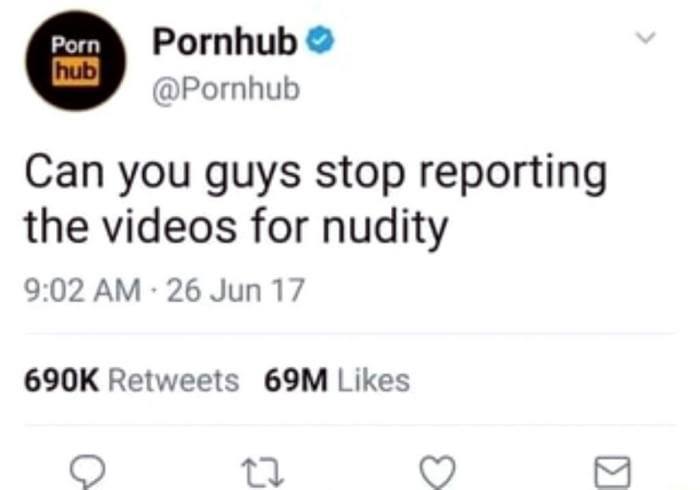 Porn
hub
Pornhub
@Pornhub
Can you guys stop reporting
the videos for nudity
9:02 AM · 26 Jun 17
690K Retweets 69M Likes